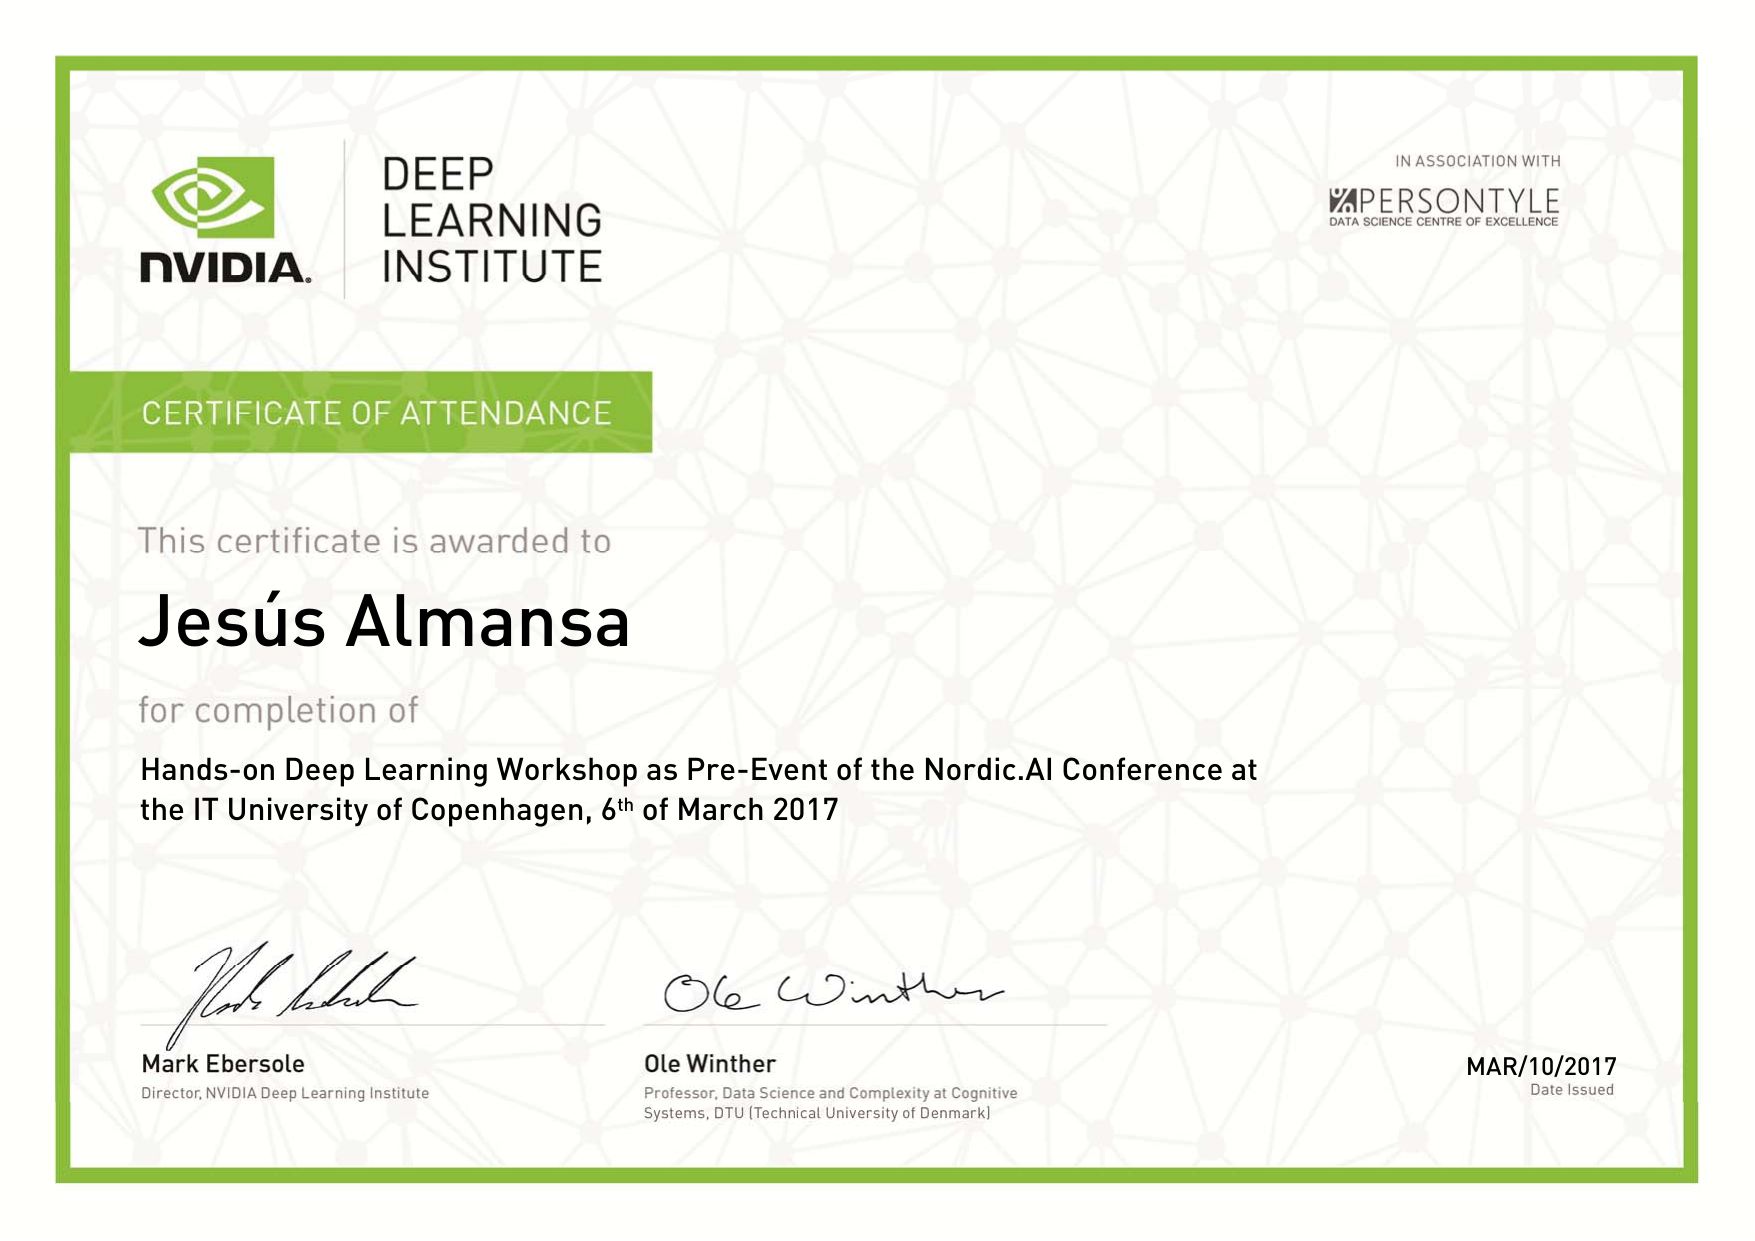 NVIDIA.
DEEP
LEARNING
INSTITUTE
IN ASSOCIATION WITH
PERSONTYLE
DATA SCIENCE CENTRE OF EXCELLENCE
CERTIFICATE OF ATTENDANCE
This certificate is awarded to
Jesús Almansa
for completion of
Hands-on Deep Learning Workshop as Pre-Event of the Nordic.AI Conference at
the IT University of Copenhagen, 6th of March 2017
Ole Winther
Mark Ebersole
Director, NVIDIA Deep Learning Institute
Ole Winther
Professor, Data Science and Complexity at Cognitive
Systems, DTU (Technical University of Denmark)
MAR/10/2017
Date Issued